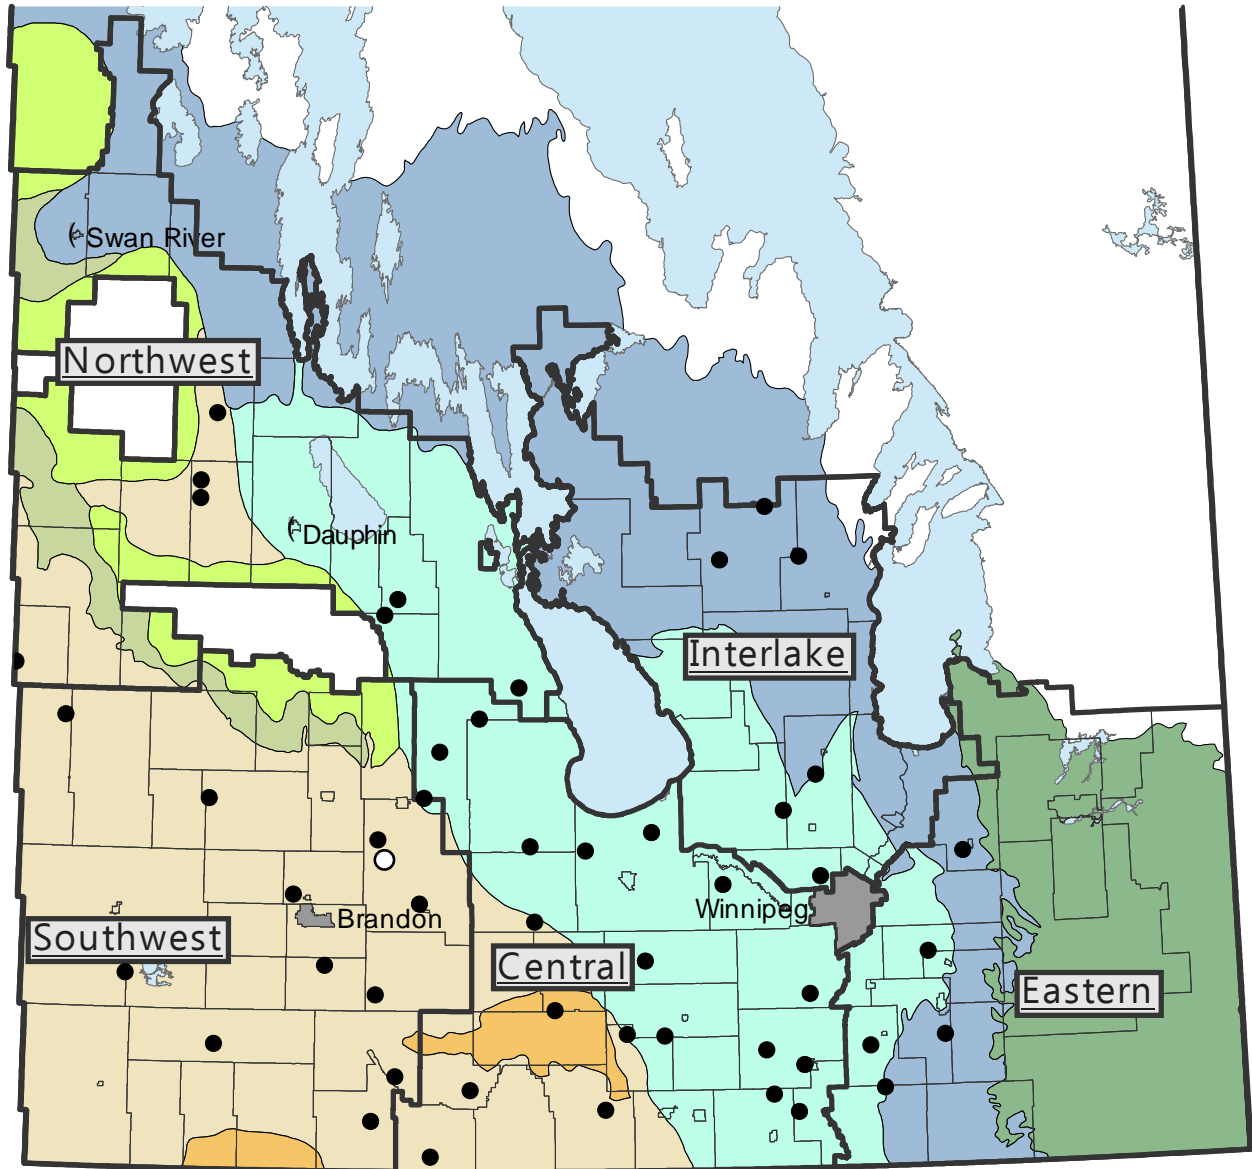 Swan River
Northwest
Dauphin
Interlake
Winnipeg
Brandon
Southwest
Central
Eastern